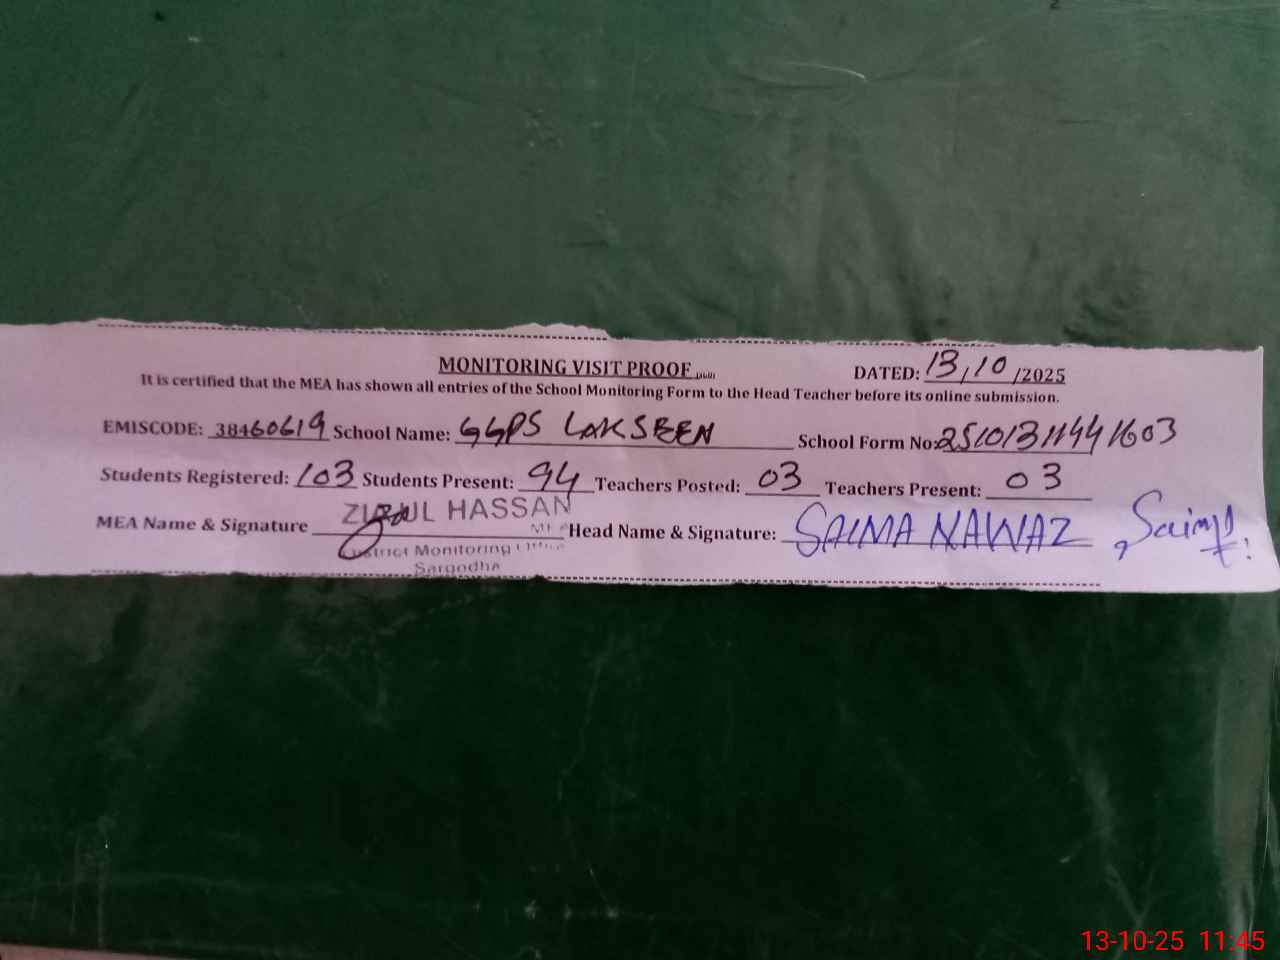 MONITORING VISIT PROOF
DATED: 13/10/2025
It is certified that the MEA has shown all entries of the School Monitoring Form to the Head Teacher before its online submission.
EMISCODE: 38460619 School Name: GGPS LAKSEEN School Form No: 25101311441603
Students Registered: 103 Students Present: 94 Teachers Posted: 03 Teachers Present: 03
MEA Name & Signature ZIAUL HASSAN Head Name & Signature: SAIMA NAWAZ Saima
MEA
District Monitoring Office
Sargodha
13-10-25 11:45